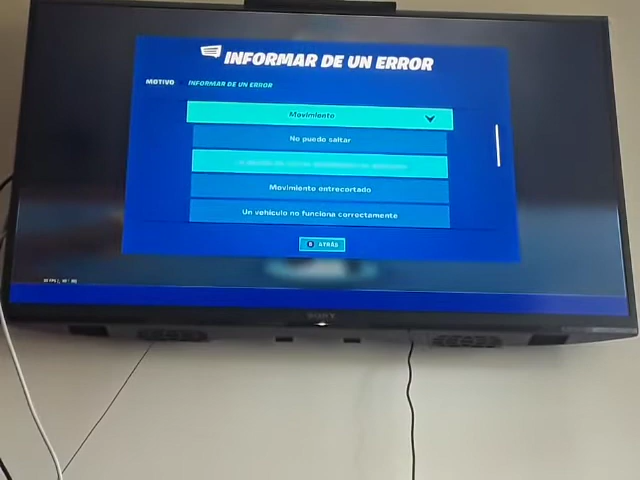 INFORMAR DE UN ERROR
MOTIVO INFORMAR DE UN ERROR
Movimiento
No puedo saltar
Movimiento entrecortado
Un vehículo no funciona correctamente
ATRÁS
SONY